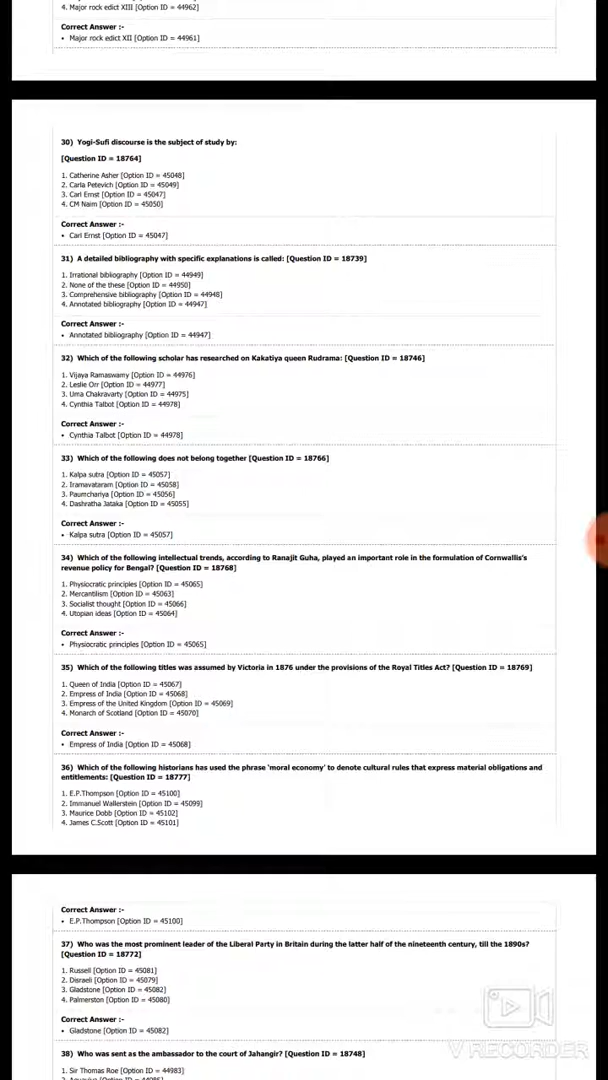 4. Major rock edict XIII [Option ID = 44962]
Correct Answer :-
• Major rock edict XII [Option ID = 44961]
30) Yogi-Sufi discourse is the subject of study by:
[Question ID = 18764]
1. Catherine Asher [Option ID = 45048]
2. Carla Petevich [Option ID = 45049]
3. Carl Ernst [Option ID = 45047]
4. CM Naim [Option ID = 45050]
Correct Answer :-
• Carl Ernst [Option ID = 45047]
31) A detailed bibliography with specific explanations is called: [Question ID = 18739]
1. Irrational bibliography [Option ID = 44949]
2. None of the these [Option ID = 44950]
3. Comprehensive bibliography [Option ID = 44948]
4. Annotated bibliography [Option ID = 44947]
Correct Answer :-
• Annotated bibliography [Option ID = 44947]
32) Which of the following scholar has researched on Kakatiya queen Rudrama: [Question ID = 18746]
1. Vijaya Ramaswamy [Option ID = 44976]
2. Leslie Orr [Option ID = 44977]
3. Uma Chakravarty [Option ID = 44975]
4. Cynthia Talbot [Option ID = 44978]
Correct Answer :-
• Cynthia Talbot [Option ID = 44978]
33) Which of the following does not belong together [Question ID = 18766]
1. Kalpa sutra [Option ID = 45057]
2. Iramavataram [Option ID = 45058]
3. Paumchariya [Option ID = 45056]
4. Dashratha Jataka [Option ID = 45055]
Correct Answer :-
• Kalpa sutra [Option ID = 45057]
34) Which of the following intellectual trends, according to Ranajit Guha, played an important role in the formulation of Cornwallis's
revenue policy for Bengal? [Question ID = 18768]
1. Physiocratic principles [Option ID = 45065]
2. Mercantilism [Option ID = 45063]
3. Socialist thought [Option ID = 45066]
4. Utopian ideas [Option ID = 45064]
Correct Answer :-
• Physiocratic principles [Option ID = 45065]
35) Which of the following titles was assumed by Victoria in 1876 under the provisions of the Royal Titles Act? [Question ID = 18769]
1. Queen of India [Option ID = 45067]
2. Empress of India [Option ID = 45068]
3. Empress of the United Kingdom [Option ID = 45069]
4. Monarch of Scotland [Option ID = 45070]
Correct Answer :-
• Empress of India [Option ID = 45068]
36) Which of the following historians has used the phrase 'moral economy' to denote cultural rules that express material obligations and
entitlements: [Question ID = 18777]
1. E.P.Thompson [Option ID = 45100]
2. Immanuel Wallerstein [Option ID = 45099]
3. Maurice Dobb [Option ID = 45102]
4. James C.Scott [Option ID = 45101]
Correct Answer :-
• E.P.Thompson [Option ID = 45100]
37) Who was the most prominent leader of the Liberal Party in Britain during the latter half of the nineteenth century, till the 1890s?
[Question ID = 18772]
1. Russell [Option ID = 45081]
2. Disraeli [Option ID = 45079]
3. Gladstone [Option ID = 45082]
4. Palmerston [Option ID = 45080]
Correct Answer :-
• Gladstone [Option ID = 45082]
38) Who was sent as the ambassador to the court of Jahangir? [Question ID = 18748]
1. Sir Thomas Roe [Option ID = 44983]
V RECORDER